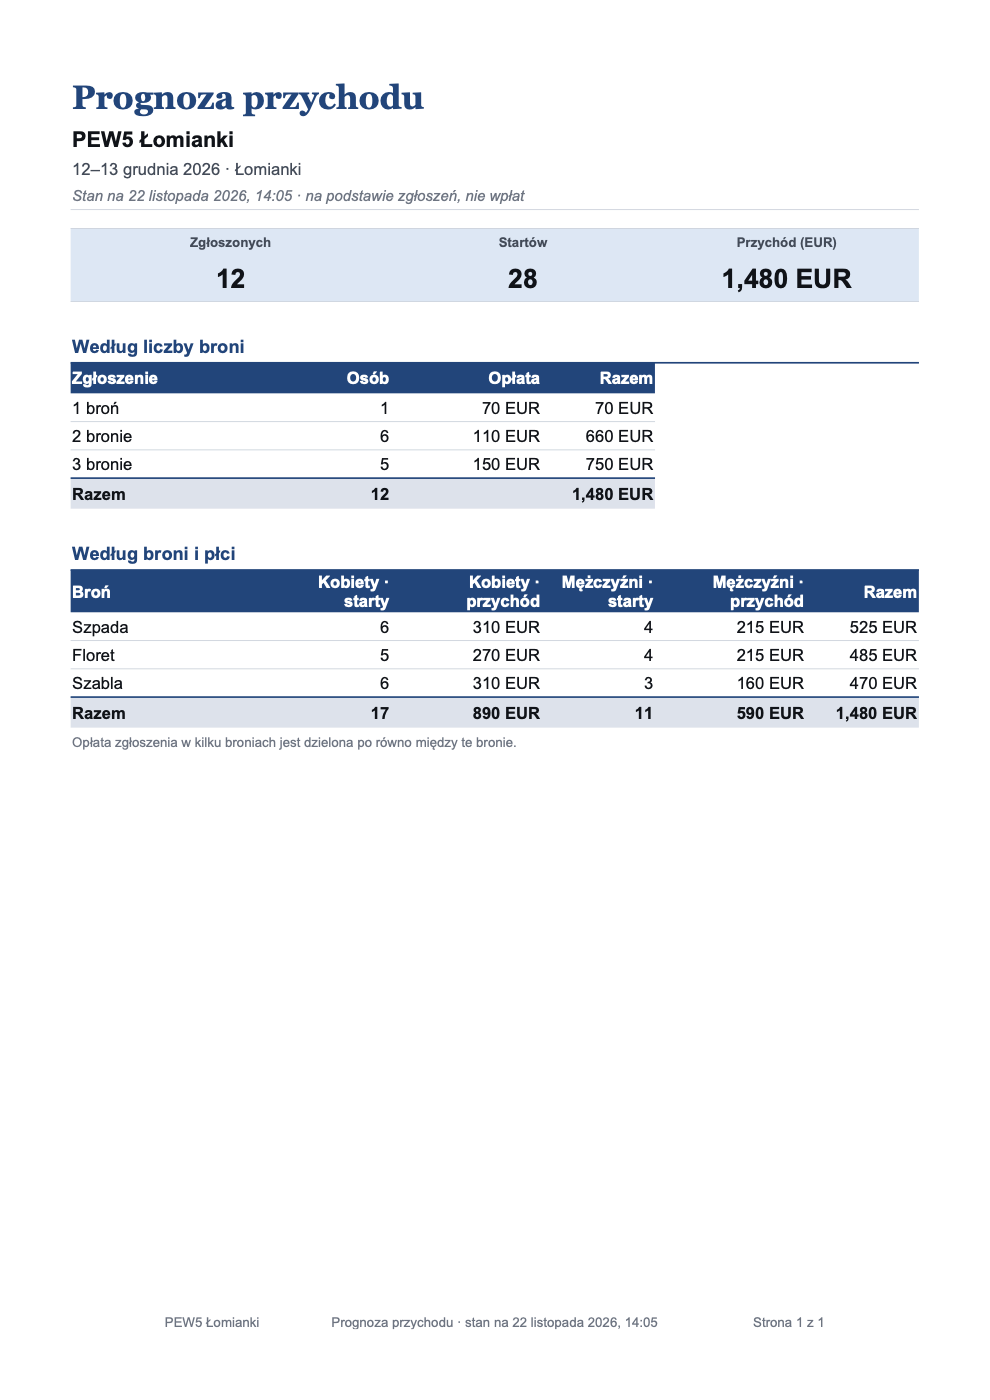 Prognoza przychodu
PEW5 Łomianki
12–13 grudnia 2026 · Łomianki
Stan na 22 listopada 2026, 14:05 · na podstawie zgłoszeń, nie wpłat
Zgłoszonych Startów Przychód (EUR)
12 28 1,480 EUR
Według liczby broni
Zgłoszenie Osób Opłata Razem
1 broń 1 70 EUR 70 EUR
2 bronie 6 110 EUR 660 EUR
3 bronie 5 150 EUR 750 EUR
Razem 12 1,480 EUR
Według broni i płci
Broń Kobiety · starty Kobiety · przychód Mężczyźni · starty Mężczyźni · przychód Razem
Szpada 6 310 EUR 4 215 EUR 525 EUR
Floret 5 270 EUR 4 215 EUR 485 EUR
Szabla 6 310 EUR 3 160 EUR 470 EUR
Razem 17 890 EUR 11 590 EUR 1,480 EUR
Opłata zgłoszenia w kilku broniach jest dzielona po równo między te bronie.
PEW5 Łomianki Prognoza przychodu · stan na 22 listopada 2026, 14:05 Strona 1 z 1